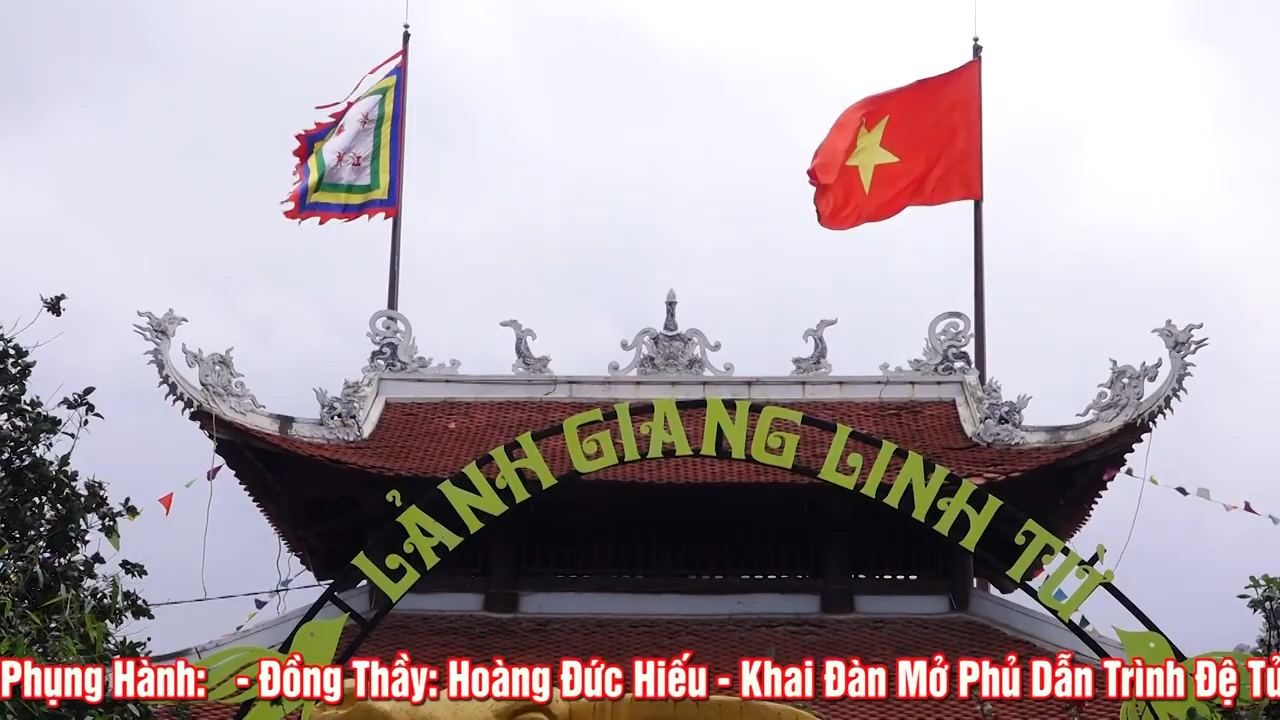 LẢNH GIANG LINH TỪ
Phụng Hành: - Đồng Thầy: Hoàng Đức Hiếu - Khai Đàn Mở Phủ Dẫn Trình Đệ Tử